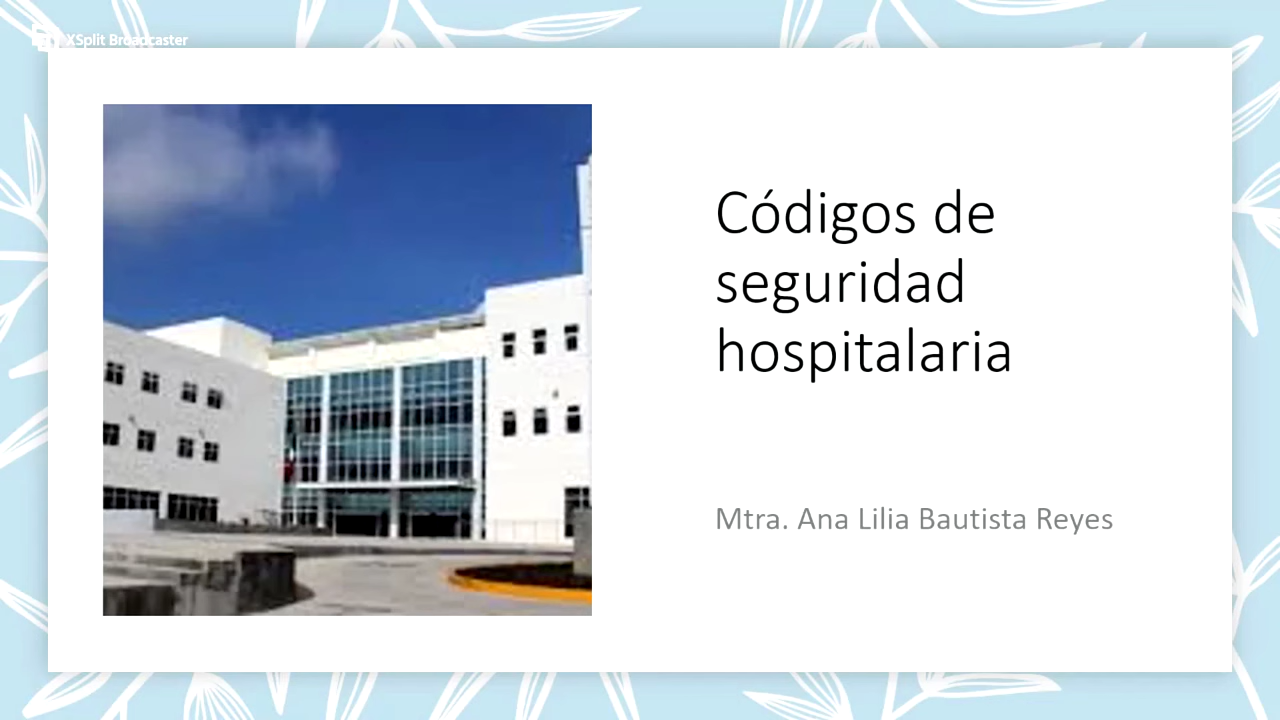 XSplit Broadcaster
Códigos de
seguridad
hospitalaria
Mtra. Ana Lilia Bautista Reyes